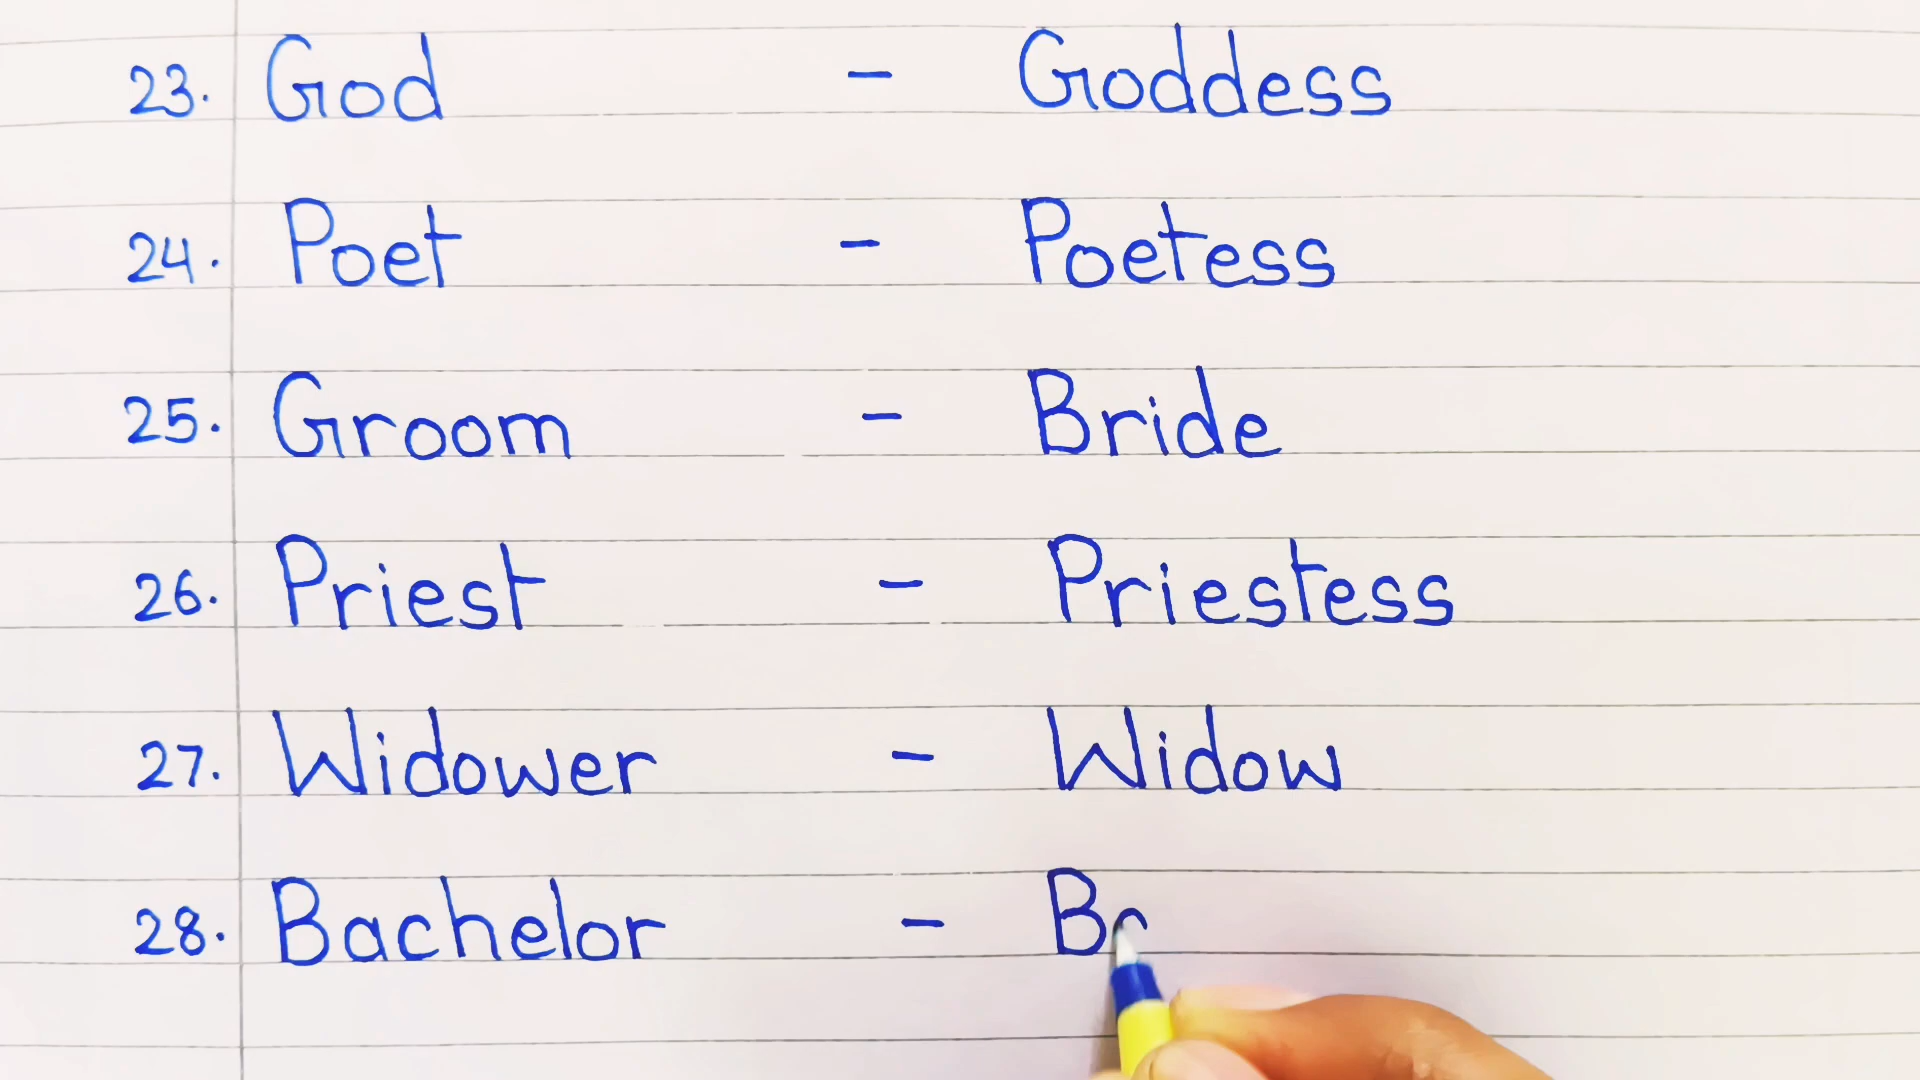 23. God - Goddess
24. Poet - Poetess
25. Groom - Bride
26. Priest - Priestess
27. Widower - Widow
28. Bachelor - B